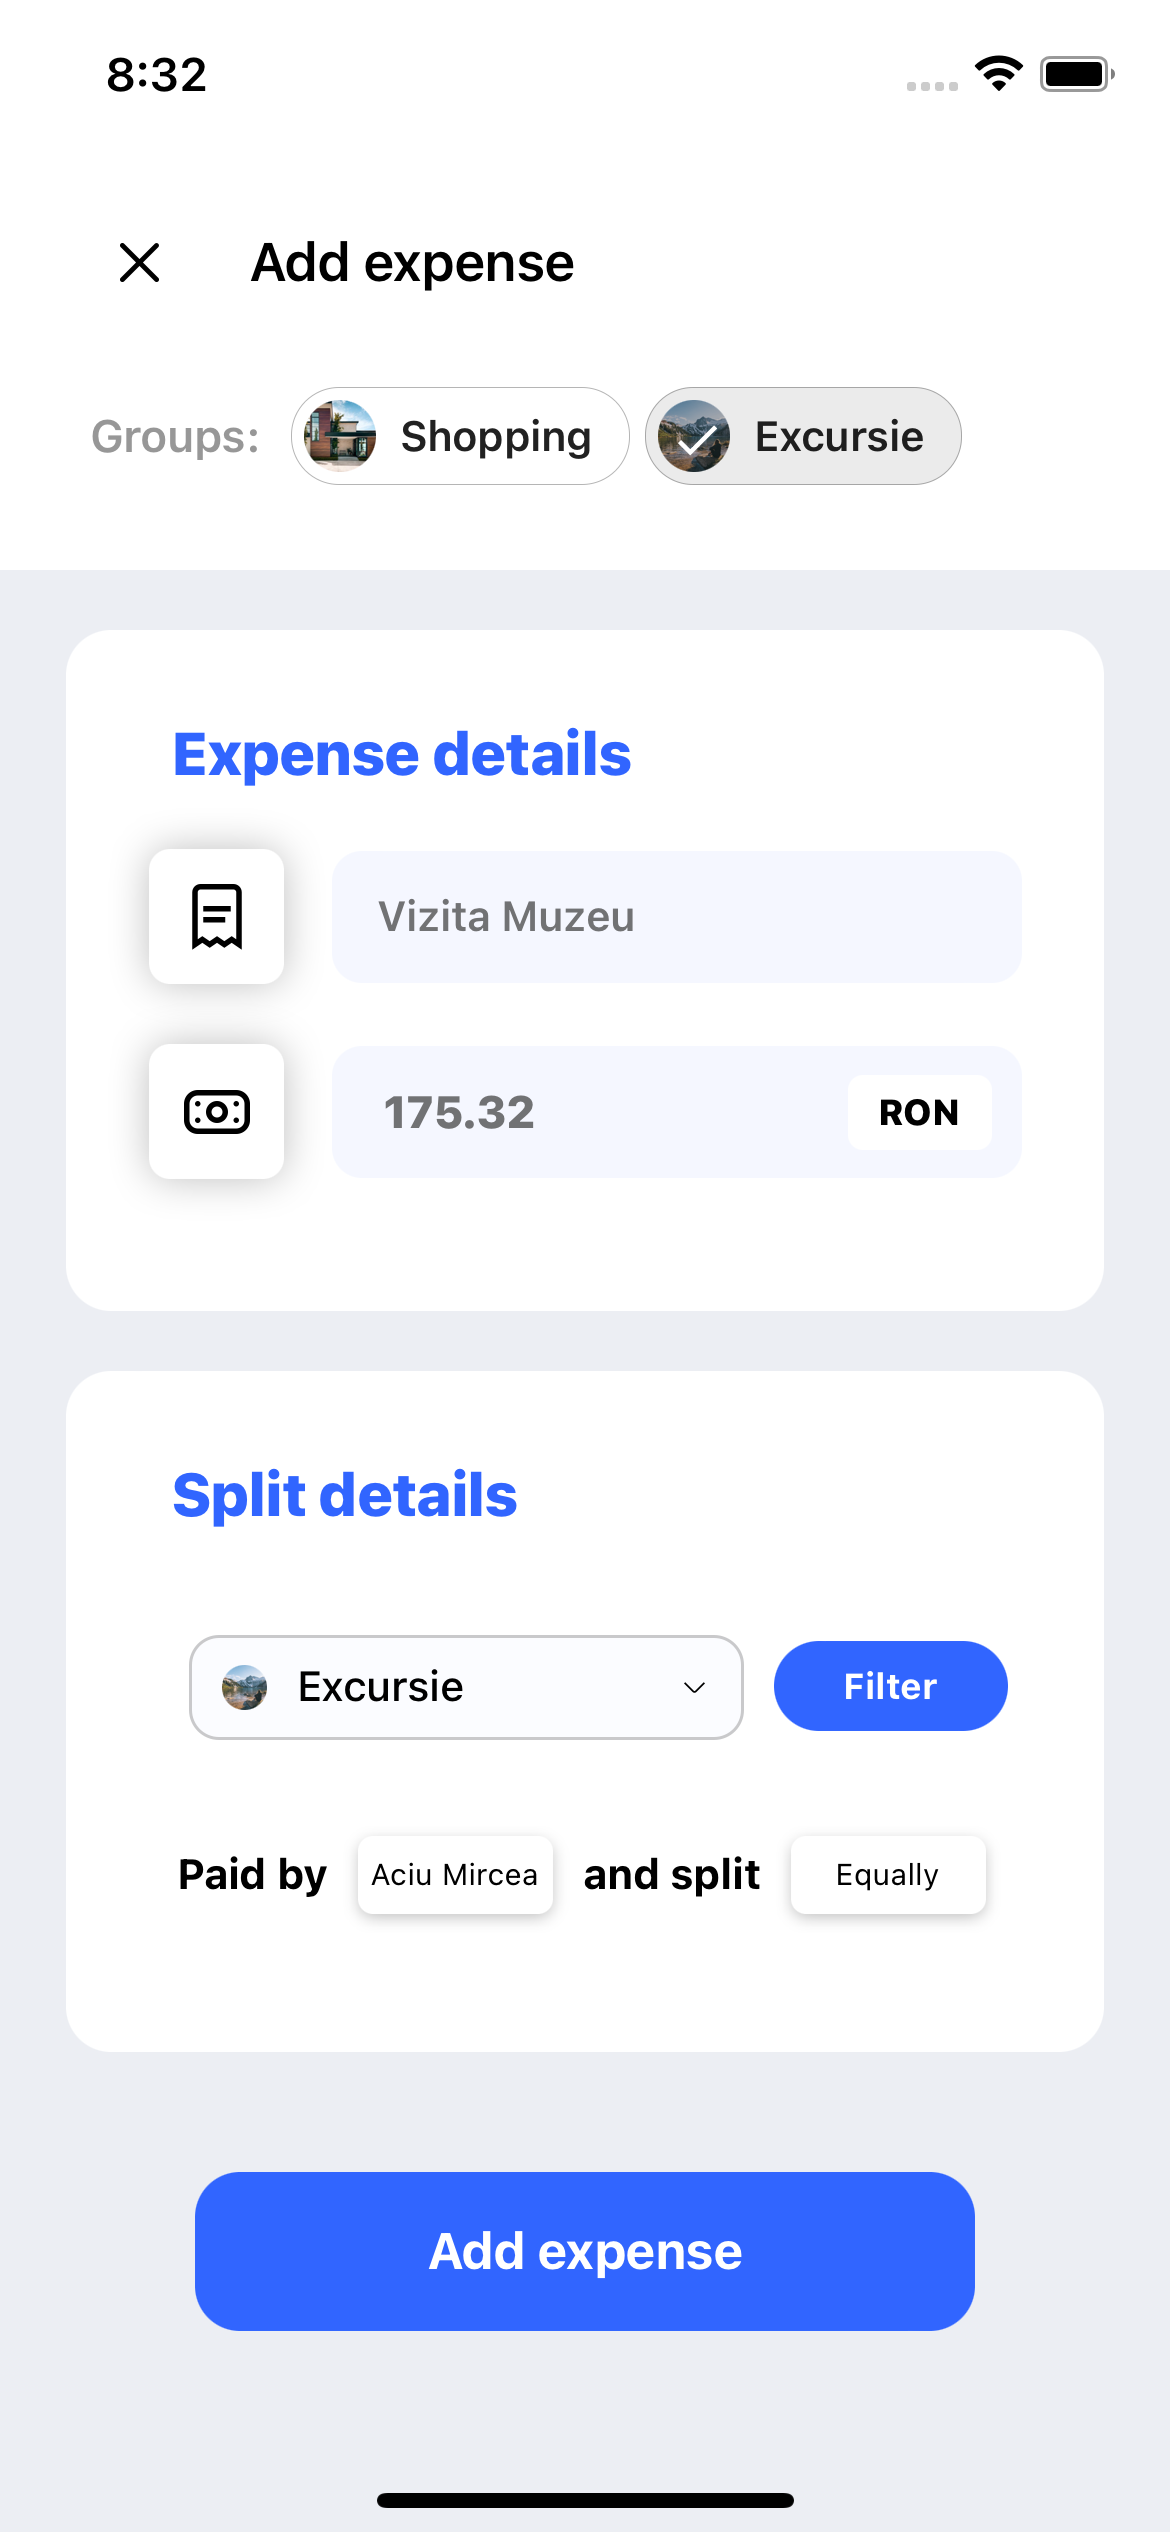 8:32
Add expense
Groups: Shopping Excursie
Expense details
Vizita Muzeu
175.32 RON
Split details
Excursie Filter
Paid by Aciu Mircea and split Equally
Add expense